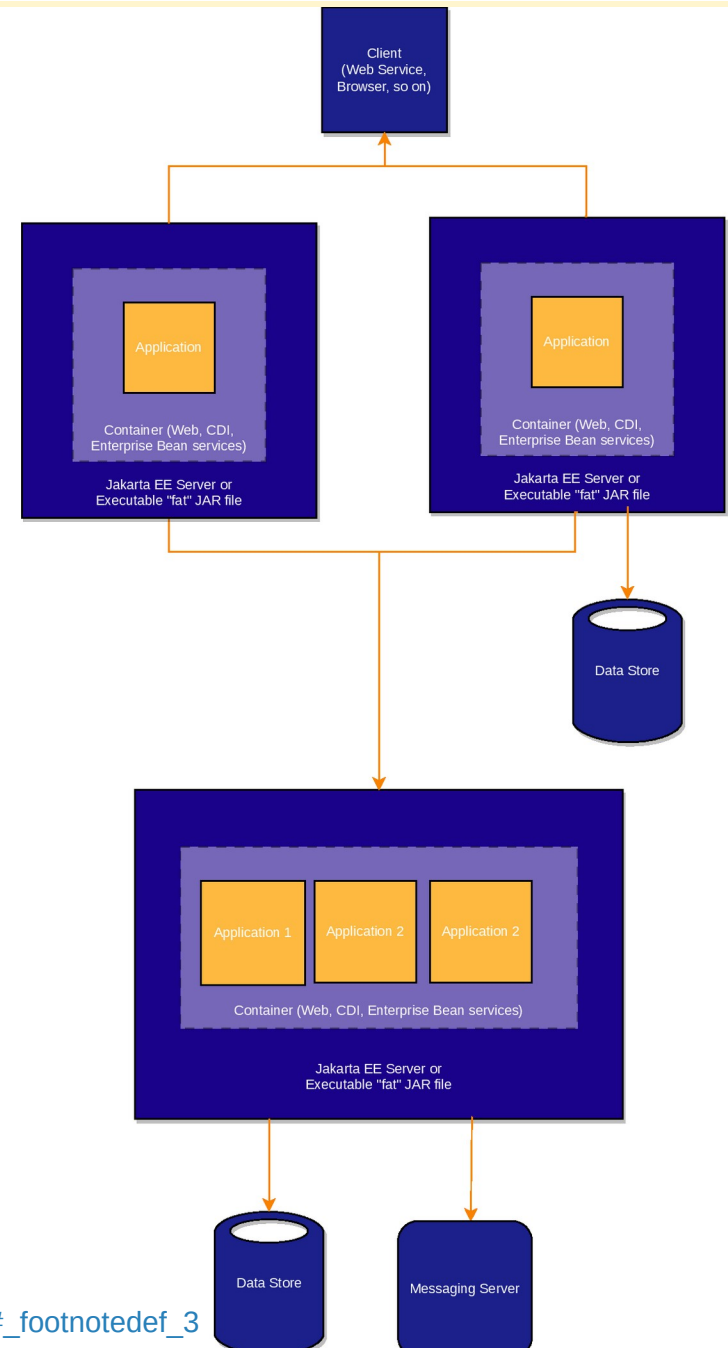 Client
(Web Service,
Browser, so on)
Application
Container (Web, CDI,
Enterprise Bean services)
Jakarta EE Server or
Executable "fat" JAR file
Application
Container (Web, CDI,
Enterprise Bean services)
Jakarta EE Server or
Executable "fat" JAR file
Data Store
Application 1
Application 2
Application 2
Container (Web, CDI, Enterprise Bean services)
Jakarta EE Server or
Executable "fat" JAR file
Data Store
Messaging Server
#_footnotedef_3